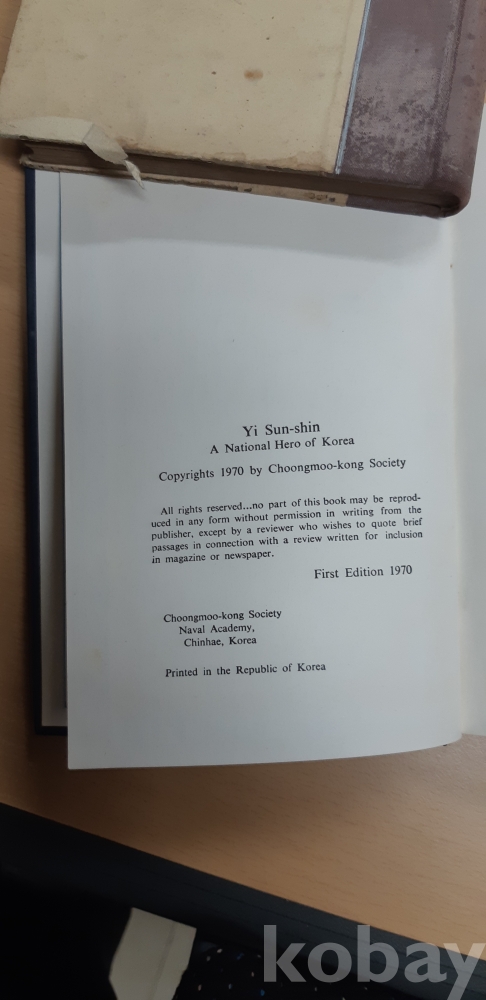 Yi Sun-shin
A National Hero of Korea
Copyrights 1970 by Choongmoo-kong Society
All rights reserved...no part of this book may be reprod-
uced in any form without permission in writing from the
publisher, except by a reviewer who wishes to quote brief
passages in connection with a review written for inclusion
in magazine or newspaper.
First Edition 1970
Choongmoo-kong Society
Naval Academy,
Chinhae, Korea
Printed in the Republic of Korea
kobay